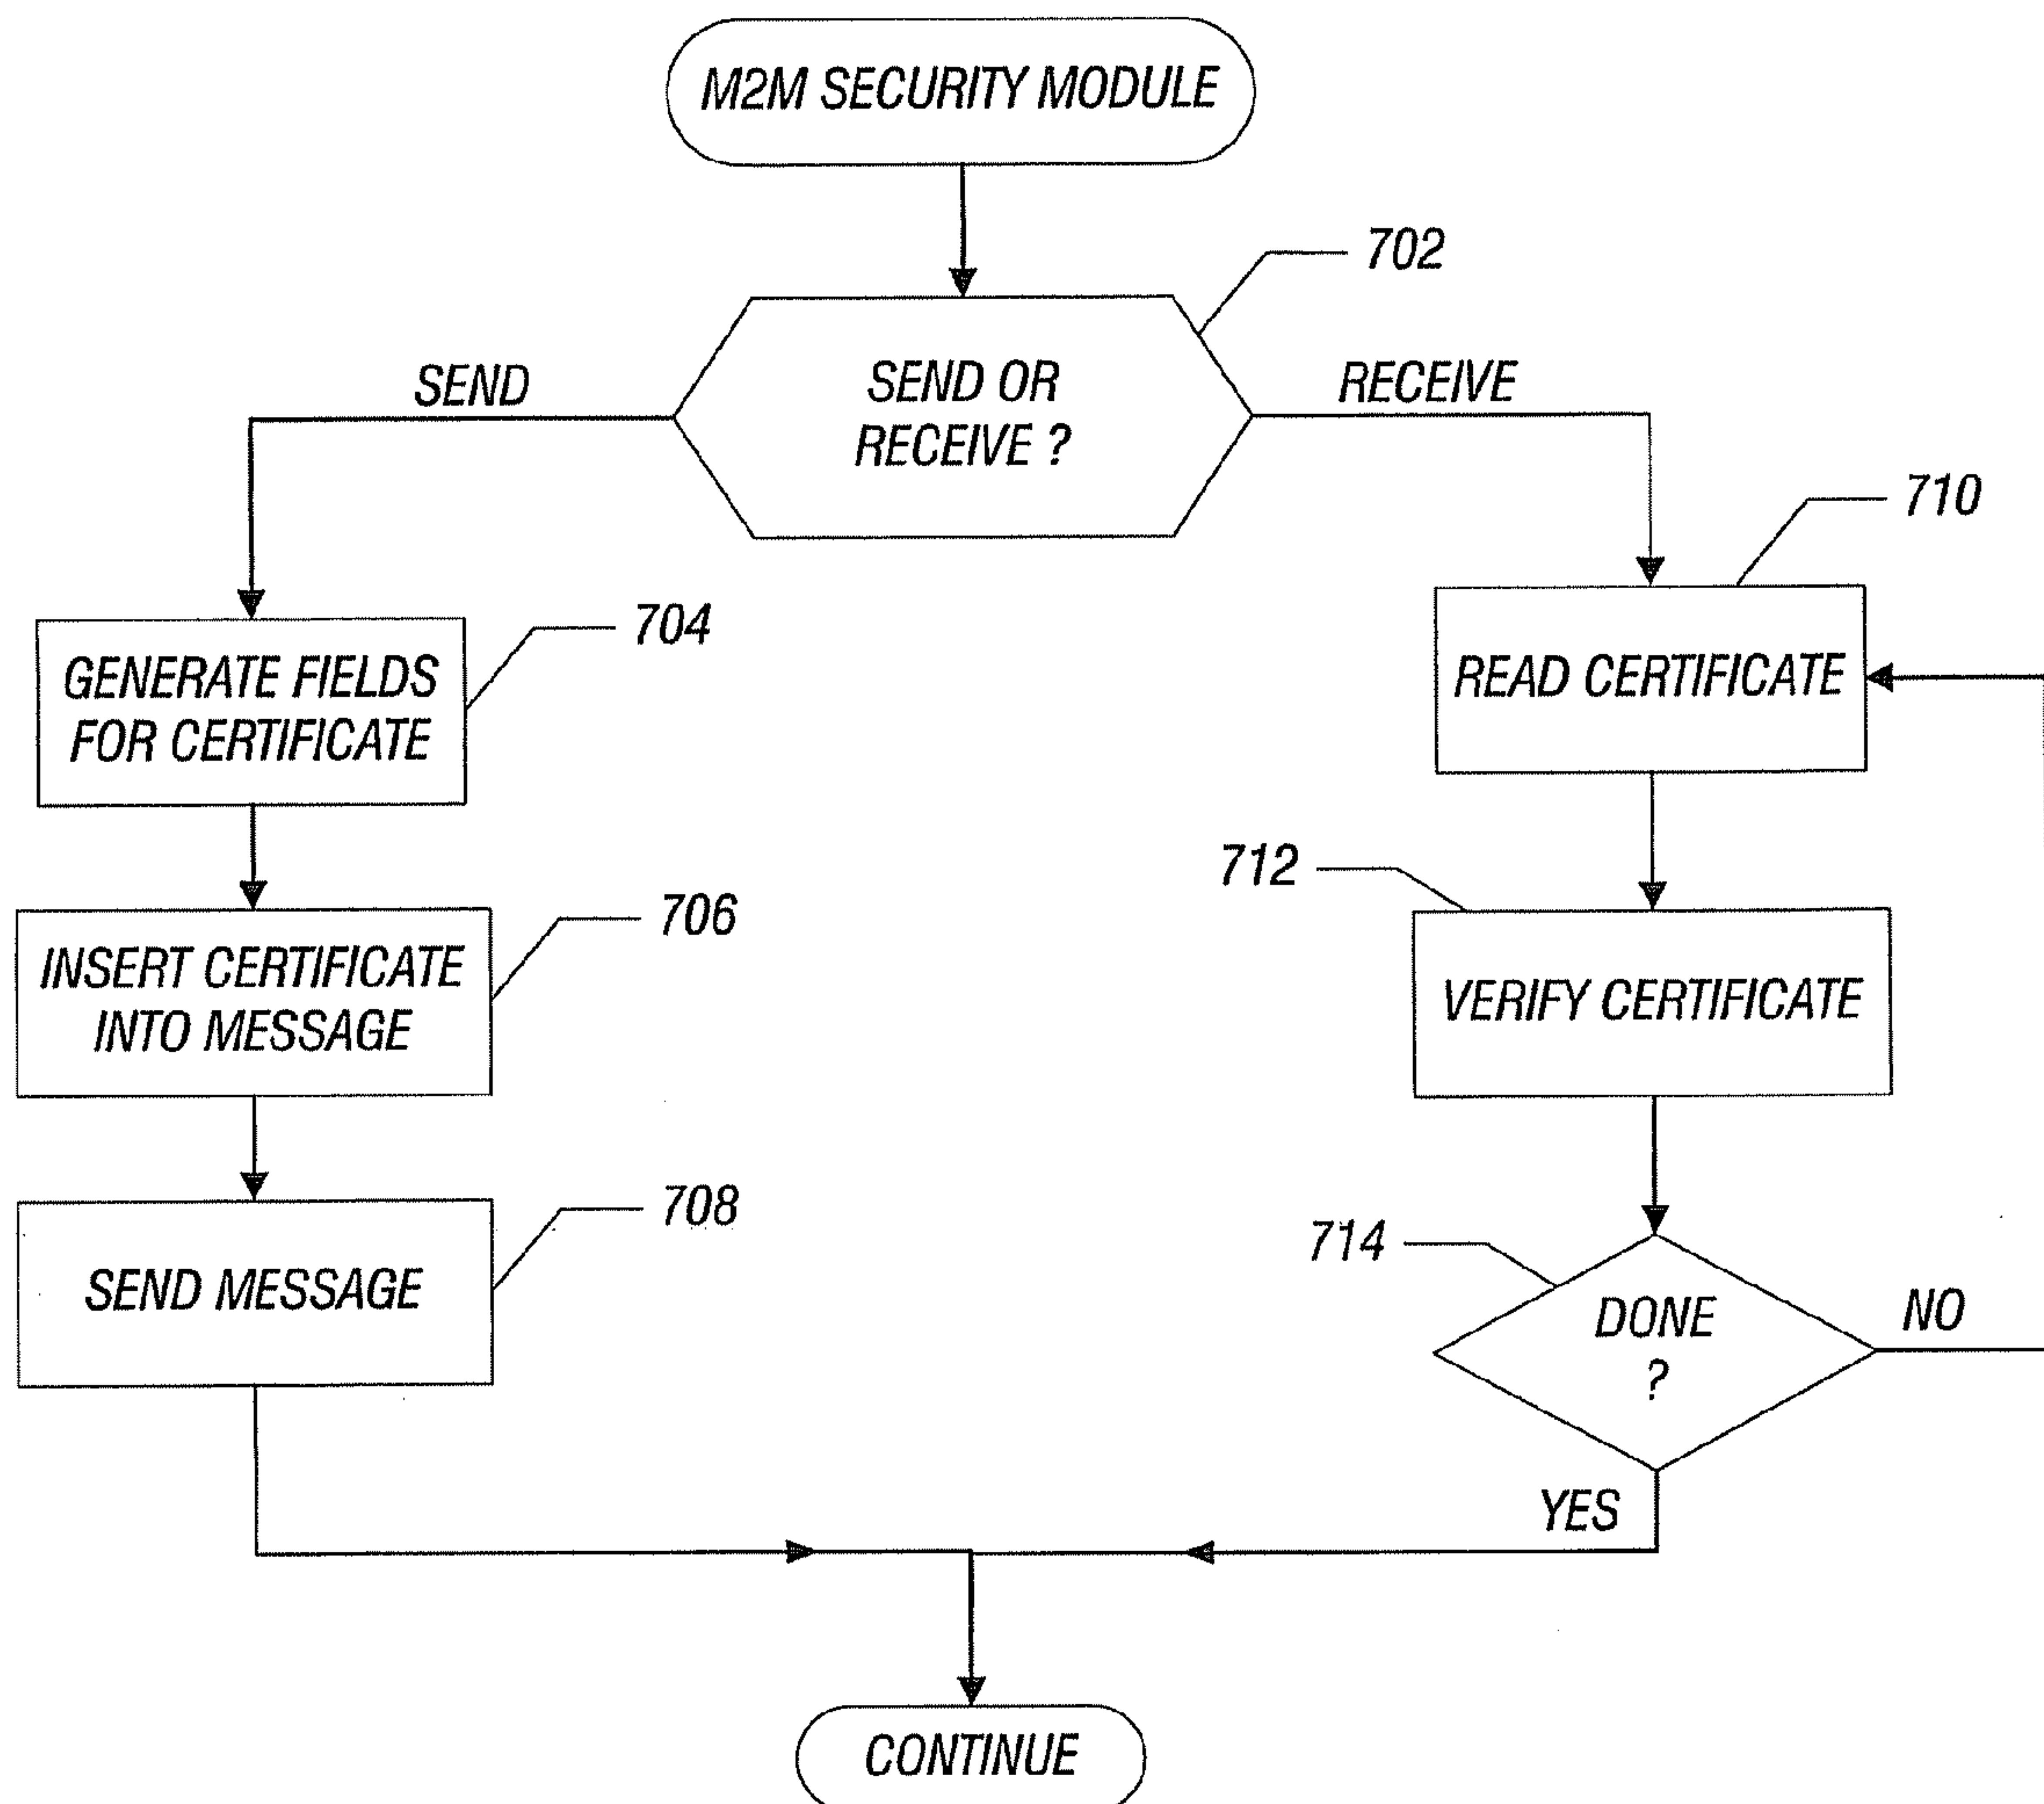 M2M SECURITY MODULE
702
SEND OR
RECEIVE ?
SEND
RECEIVE
704
GENERATE FIELDS
FOR CERTIFICATE
706
INSERT CERTIFICATE
INTO MESSAGE
708
SEND MESSAGE
710
READ CERTIFICATE
712
VERIFY CERTIFICATE
714
DONE
?
NO
YES
CONTINUE